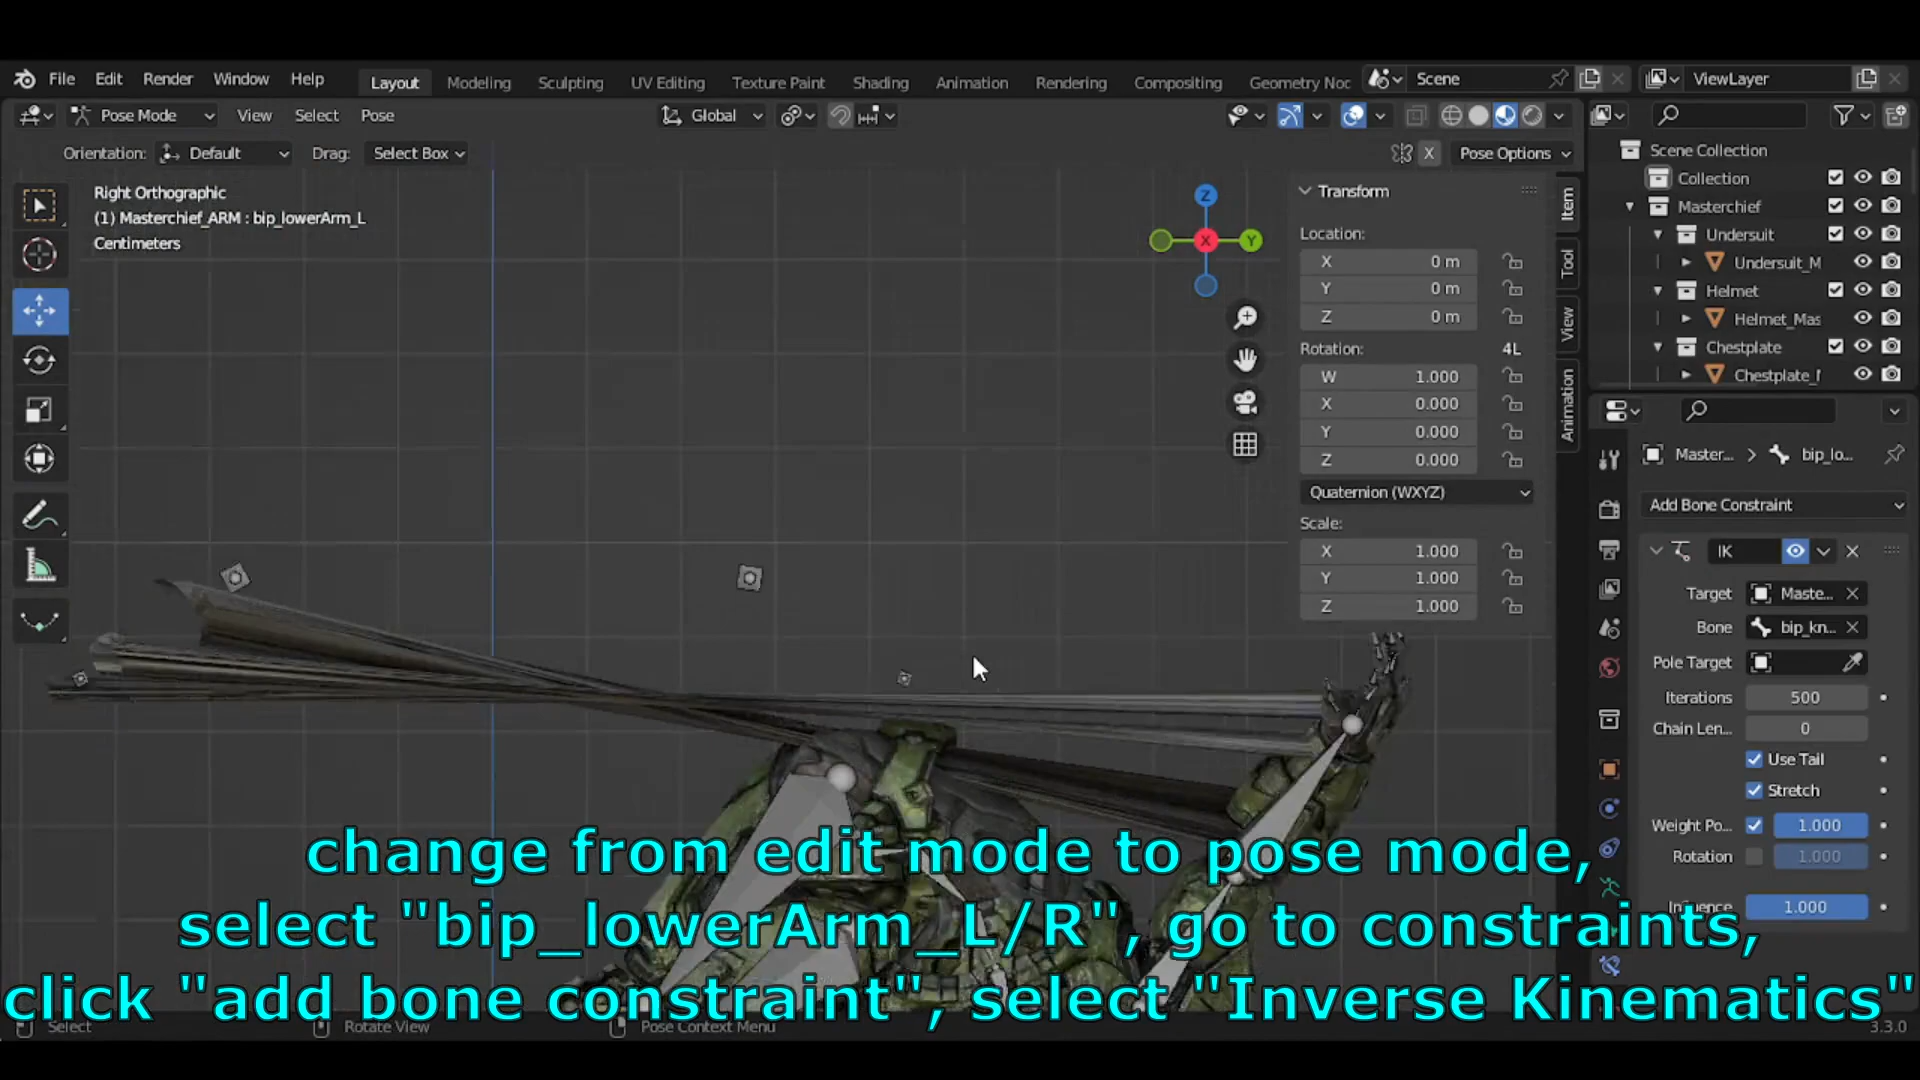 File Edit Render Window Help Layout Modeling Sculpting UV Editing Texture Paint Shading Animation Rendering Compositing Geometry Noc Scene ViewLayer
Pose Mode View Select Pose Global
Orientation: Default Drag: Select Box X Pose Options
Right Orthographic
(1) Masterchief_ARM : bip_lowerArm_L
Centimeters
Z
X
Y
Transform
Location:
X 0 m
Y 0 m
Z 0 m
Rotation: 4L
W 1.000
X 0.000
Y 0.000
Z 0.000
Quaternion (WXYZ)
Scale:
X 1.000
Y 1.000
Z 1.000
Item
Tool
View
Animation
Scene Collection
Collection
Masterchief
Undersuit
Undersuit_M
Helmet
Helmet_Mas
Chestplate
Chestplate_
Master... > bip_lo...
Add Bone Constraint
IK
Target Maste...
Bone bip_kn...
Pole Target
Iterations 500
Chain Len... 0
Use Tail
Stretch
Weight Po... 1.000
Rotation 1.000
Influence 1.000
change from edit mode to pose mode,
select "bip_lowerArm_L/R", go to constraints,
click "add bone constraint", select "Inverse Kinematics"
Select Rotate View Pose Context Menu 3.3.0